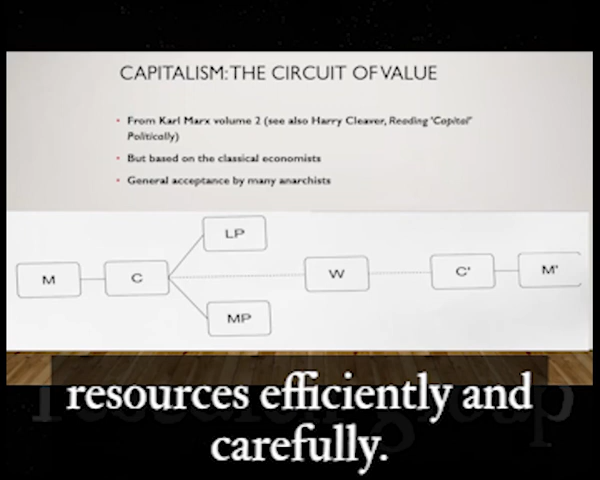 CAPITALISM: THE CIRCUIT OF VALUE
• From Karl Marx volume 2 (see also Harry Cleaver, Reading 'Capital'
Politically)
• But based on the classical economists
• General acceptance by many anarchists
LP
M C W C' M'
MP
resources efficiently and
carefully.